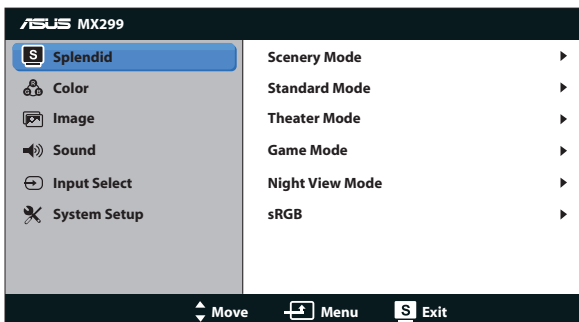 ASUS MX299
S Splendid
Color
Image
Sound
Input Select
System Setup
Scenery Mode
Standard Mode
Theater Mode
Game Mode
Night View Mode
sRGB
Move Menu S Exit